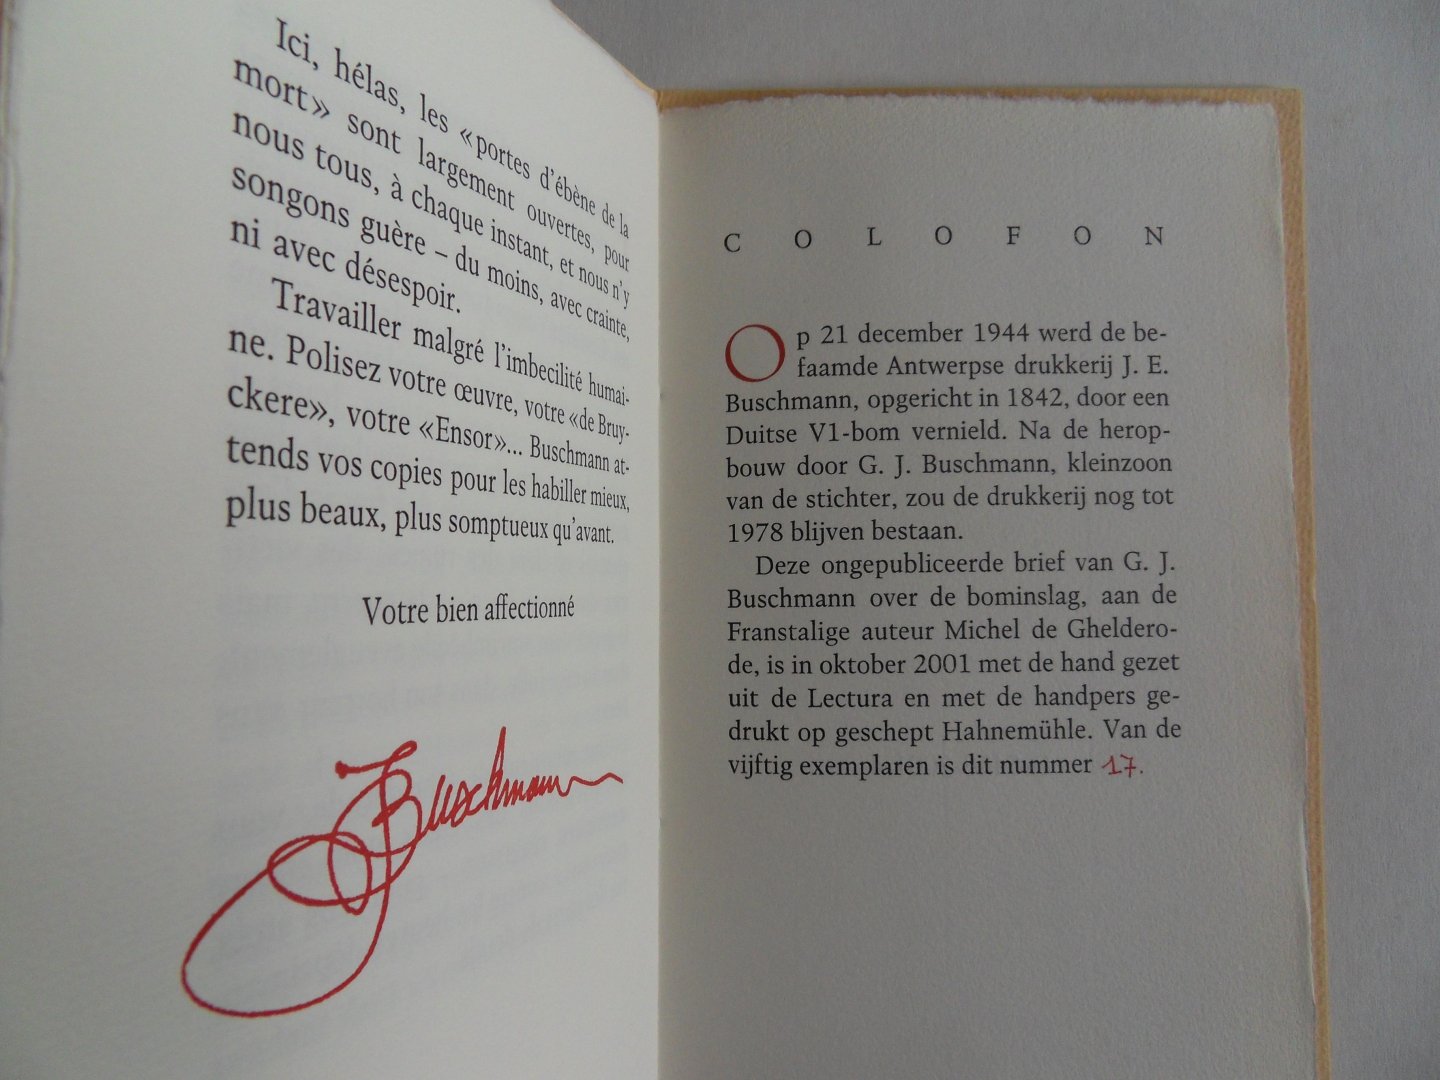 Ici, hélas, les «portes d'ébène de la
mort» sont largement ouvertes, pour
nous tous, à chaque instant, et nous n'y
songons guère – du moins, avec crainte,
ni avec désespoir.
Travailler malgré l'imbecilité humai-
ne. Polisez votre œuvre, votre «de Bruy-
ckere», votre «Ensor»... Buschmann at-
tends vos copies pour les habiller mieux,
plus beaux, plus somptueux qu'avant.
Votre bien affectionné
JBuschmann
COLOFON
Op 21 december 1944 werd de be-
faamde Antwerpse drukkerij J. E.
Buschmann, opgericht in 1842, door een
Duitse V1-bom vernield. Na de herop-
bouw door G. J. Buschmann, kleinzoon
van de stichter, zou de drukkerij nog tot
1978 blijven bestaan.
Deze ongepubliceerde brief van G. J.
Buschmann over de bominslag, aan de
Franstalige auteur Michel de Gheldero-
de, is in oktober 2001 met de hand gezet
uit de Lectura en met de handpers ge-
drukt op geschept Hahnemühle. Van de
vijftig exemplaren is dit nummer 17.